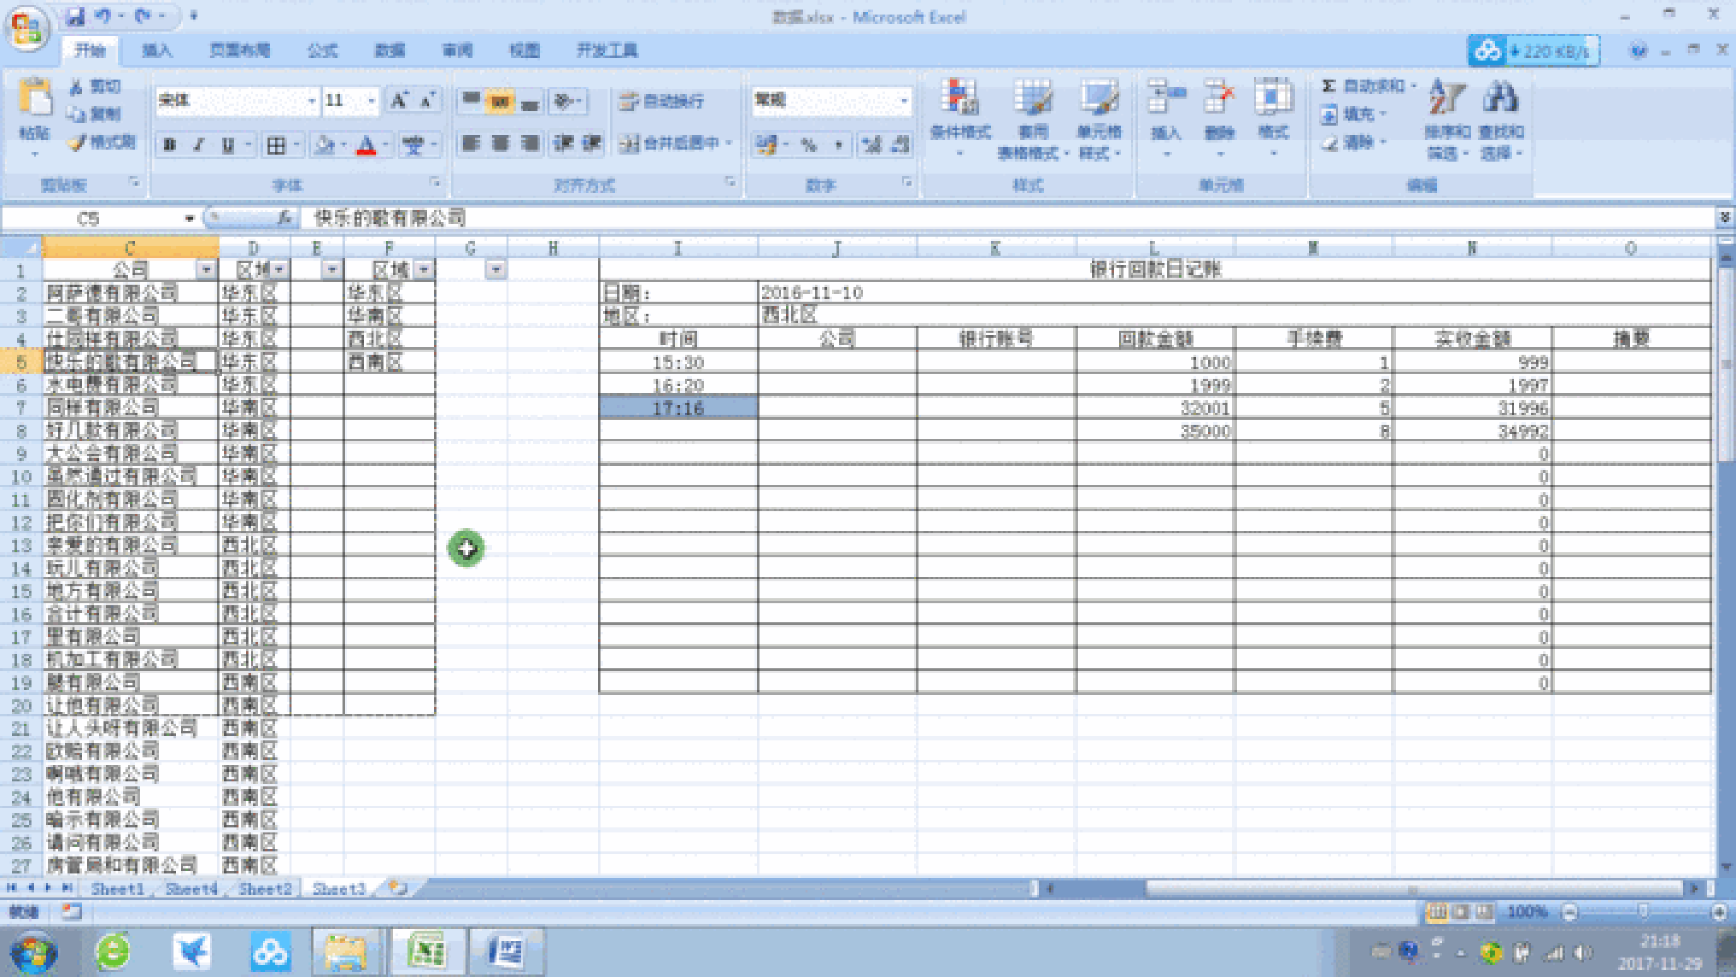 数据.xlsx - Microsoft Excel
开始 插入 页面布局 公式 数据 审阅 视图 开发工具
220 KB/s
粘贴 剪切 复制 格式刷 剪贴板
宋体 11 B I U 字体
自动换行 合并后居中 对齐方式
常规 % 数字
条件格式 套用表格格式 单元格样式 样式
插入 删除 格式 单元格
Σ 自动求和 填充 清除 排序和筛选 查找和选择 编辑
C5 fx 快乐的歌有限公司
C D E F G H I J K L M N O
1 公司 区域 区域 银行回款日记账
2 阿萨德有限公司 华东区 华东区 日期: 2016-11-10
3 二哥有限公司 华东区 华南区 地区: 西北区
4 仕同样有限公司 华东区 西北区 时间 公司 银行账号 回款金额 手续费 实收金额 摘要
5 快乐的歌有限公司 华东区 西南区 15:30 1000 1 999
6 水电费有限公司 华东区 16:20 1999 2 1997
7 同样有限公司 华南区 17:16 32001 5 31996
8 好几款有限公司 华南区 35000 8 34992
9 大公会有限公司 华南区 0
10 虽然通过有限公司 华南区 0
11 固化剂有限公司 华南区 0
12 把你们有限公司 华南区 0
13 亲爱的有限公司 西北区 0
14 玩儿有限公司 西北区 0
15 地方有限公司 西北区 0
16 合计有限公司 西北区 0
17 里有限公司 西北区 0
18 机加工有限公司 西北区 0
19 腿有限公司 西南区 0
20 让他有限公司 西南区
21 让人头呀有限公司 西南区
22 欧赔有限公司 西南区
23 啊哦有限公司 西南区
24 他有限公司 西南区
25 暗示有限公司 西南区
26 请问有限公司 西南区
27 房管局和有限公司 西南区
Sheet1 Sheet4 Sheet2 Sheet3
就绪 100%
21:18
2017-11-29